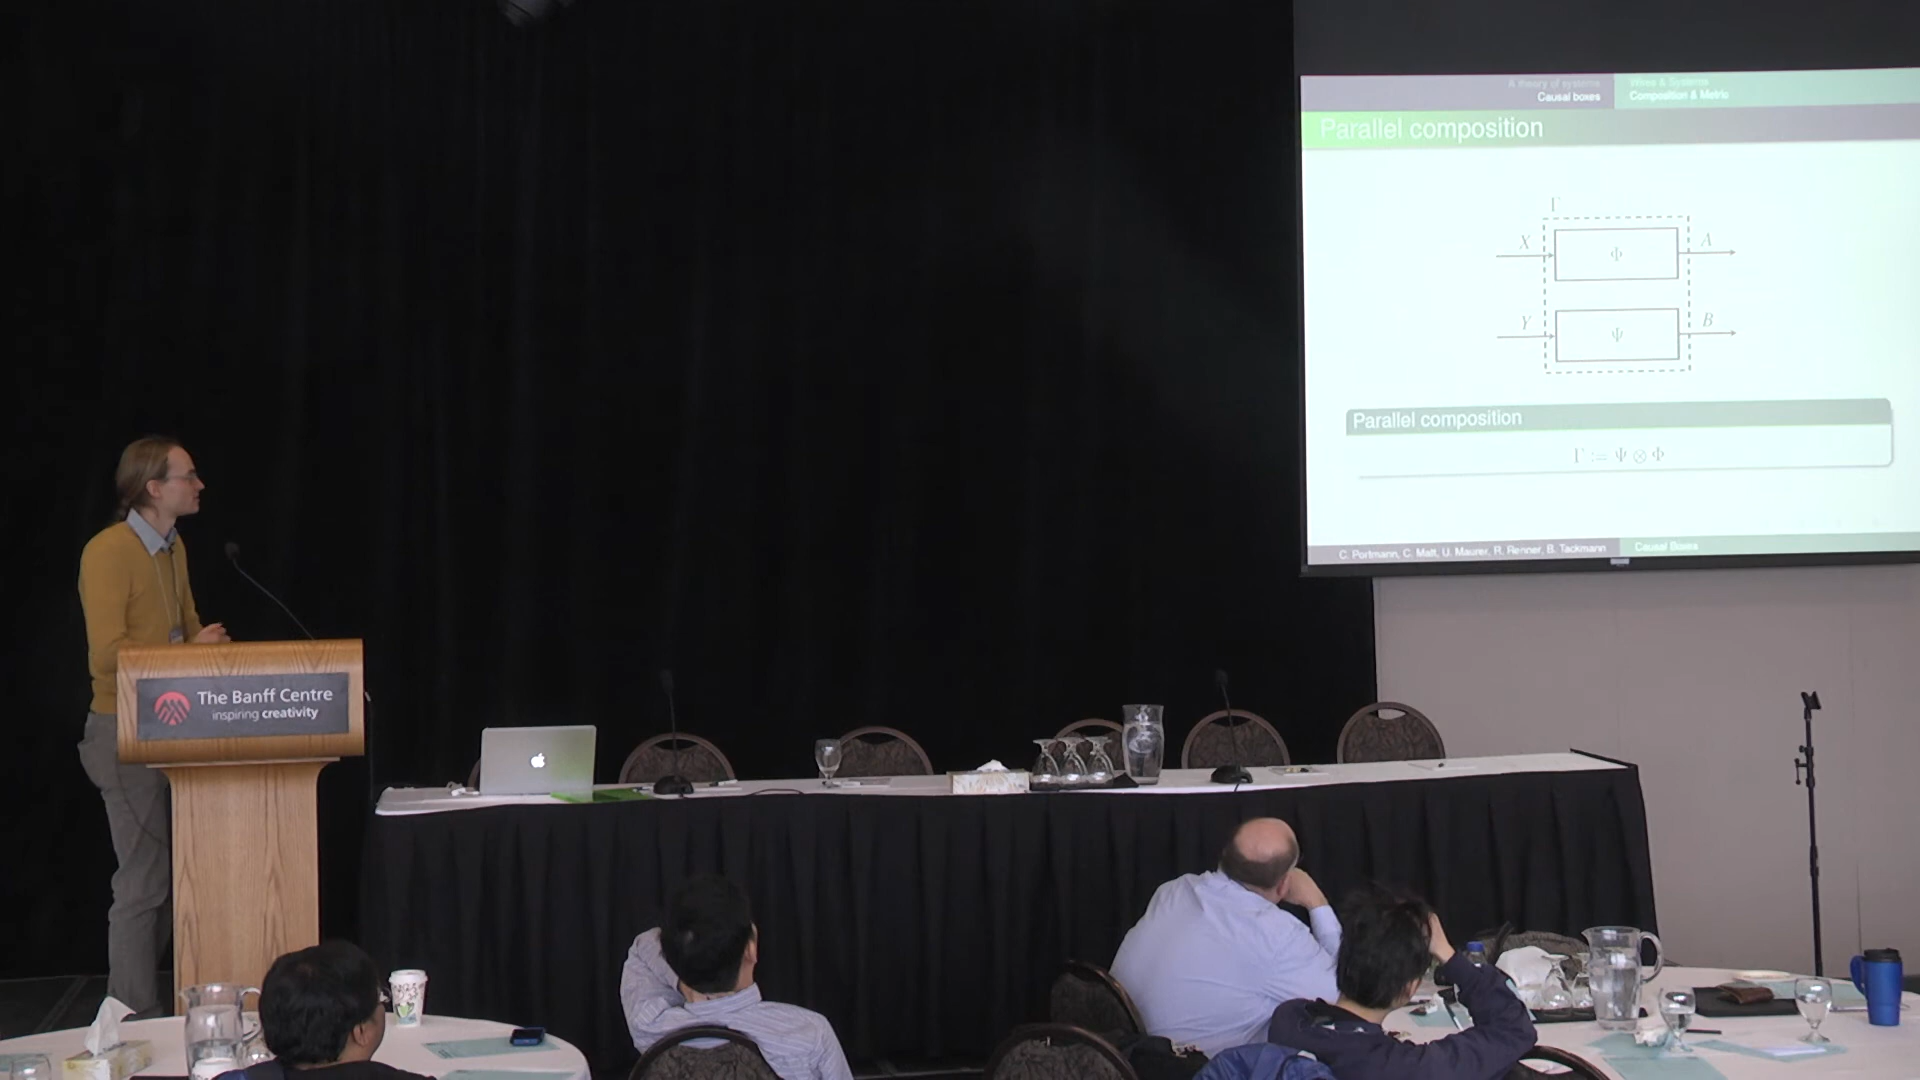 A theory of systems
Causal boxes
Wires & Systems
Composition & Metric
Parallel composition
Γ
X
Φ
A
Y
Ψ
B
Parallel composition
Γ := Ψ ⊗ Φ
C. Portmann, C. Matt, U. Maurer, R. Renner, B. Tackmann
Causal Boxes
The Banff Centre
inspiring creativity